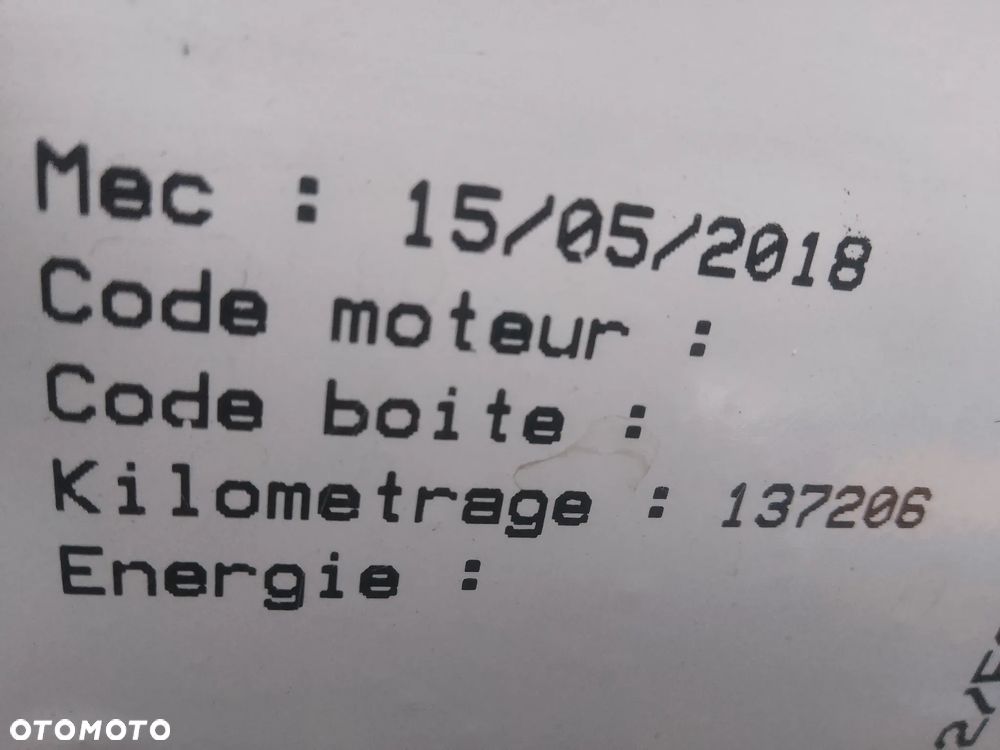 Mec : 15/05/2018
Code moteur :
Code boite :
Kilometrage : 137206
Energie :
OTOMOTO